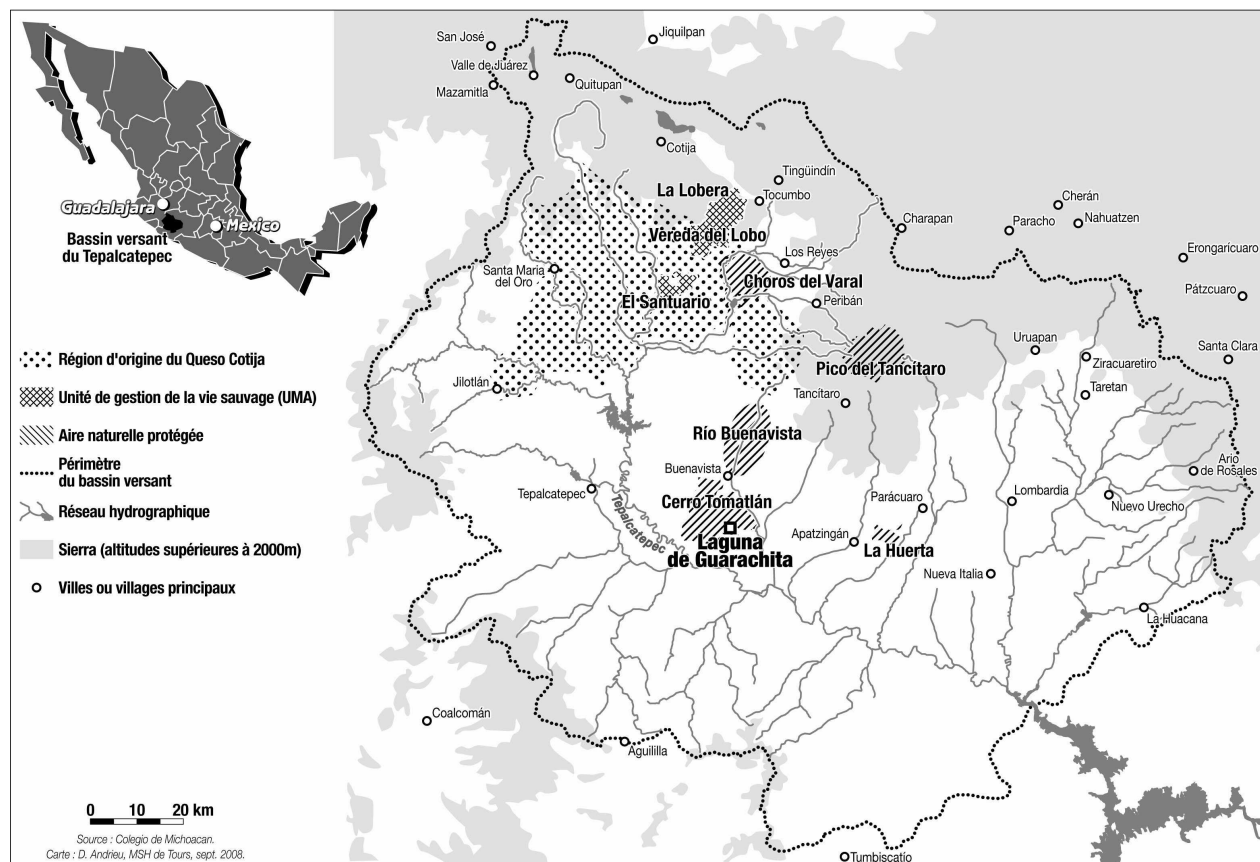 Guadalajara
Mexico
Bassin versant
du Tepalcatepec
Région d'origine du Queso Cotija
Unité de gestion de la vie sauvage (UMA)
Aire naturelle protégée
Périmètre
du bassin versant
Réseau hydrographique
Sierra (altitudes supérieures à 2000m)
Villes ou villages principaux
0 10 20 km
Source : Colegio de Michoacan.
Carte : D. Andrieu, MSH de Tours, sept. 2008.
San José
Jiquilpan
Valle de Juárez
Mazamitla
Quitupan
Cotija
Tingüindín
La Lobera
Tocumbo
Cherán
Charapan
Paracho
Nahuatzen
Vereda del Lobo
Erongaricuaro
Los Reyes
Santa Maria
del Oro
Choros del Varal
El Santuario
Peribán
Pátzcuaro
Uruapan
Ziracuaretiro
Santa Clara
Pico del Tancítaro
Jilotlán
Taretan
Tancítaro
Río Buenavista
Buenavista
Ario
de Rosales
Tepalcatepec
Tepalcatepec
Cerro Tomatlán
Parácuaro
Lombardia
Nuevo Urecho
Laguna
de Guarachita
Apatzingán
La Huerta
Nueva Italia
La Huacana
Coalcomán
Aguililla
Tumbiscatío